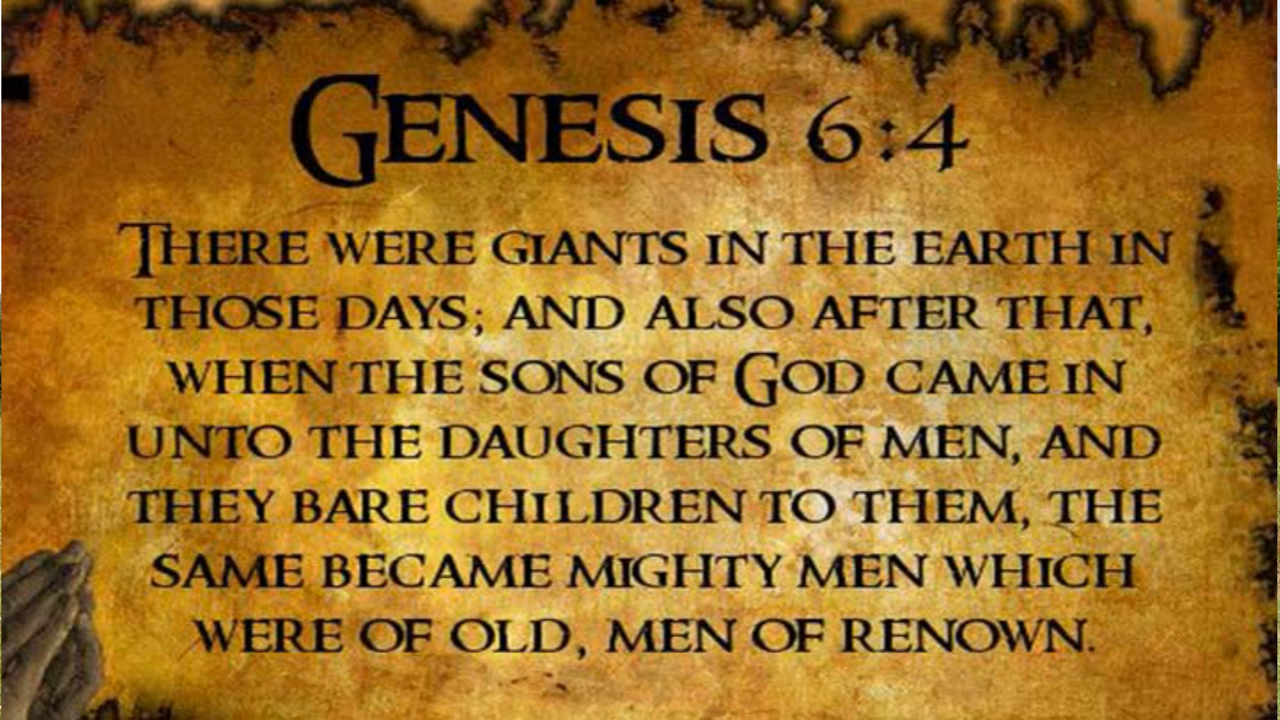 Genesis 6:4
There were giants in the earth in
those days; and also after that,
when the sons of God came in
unto the daughters of men, and
they bare children to them, the
same became mighty men which
were of old, men of renown.